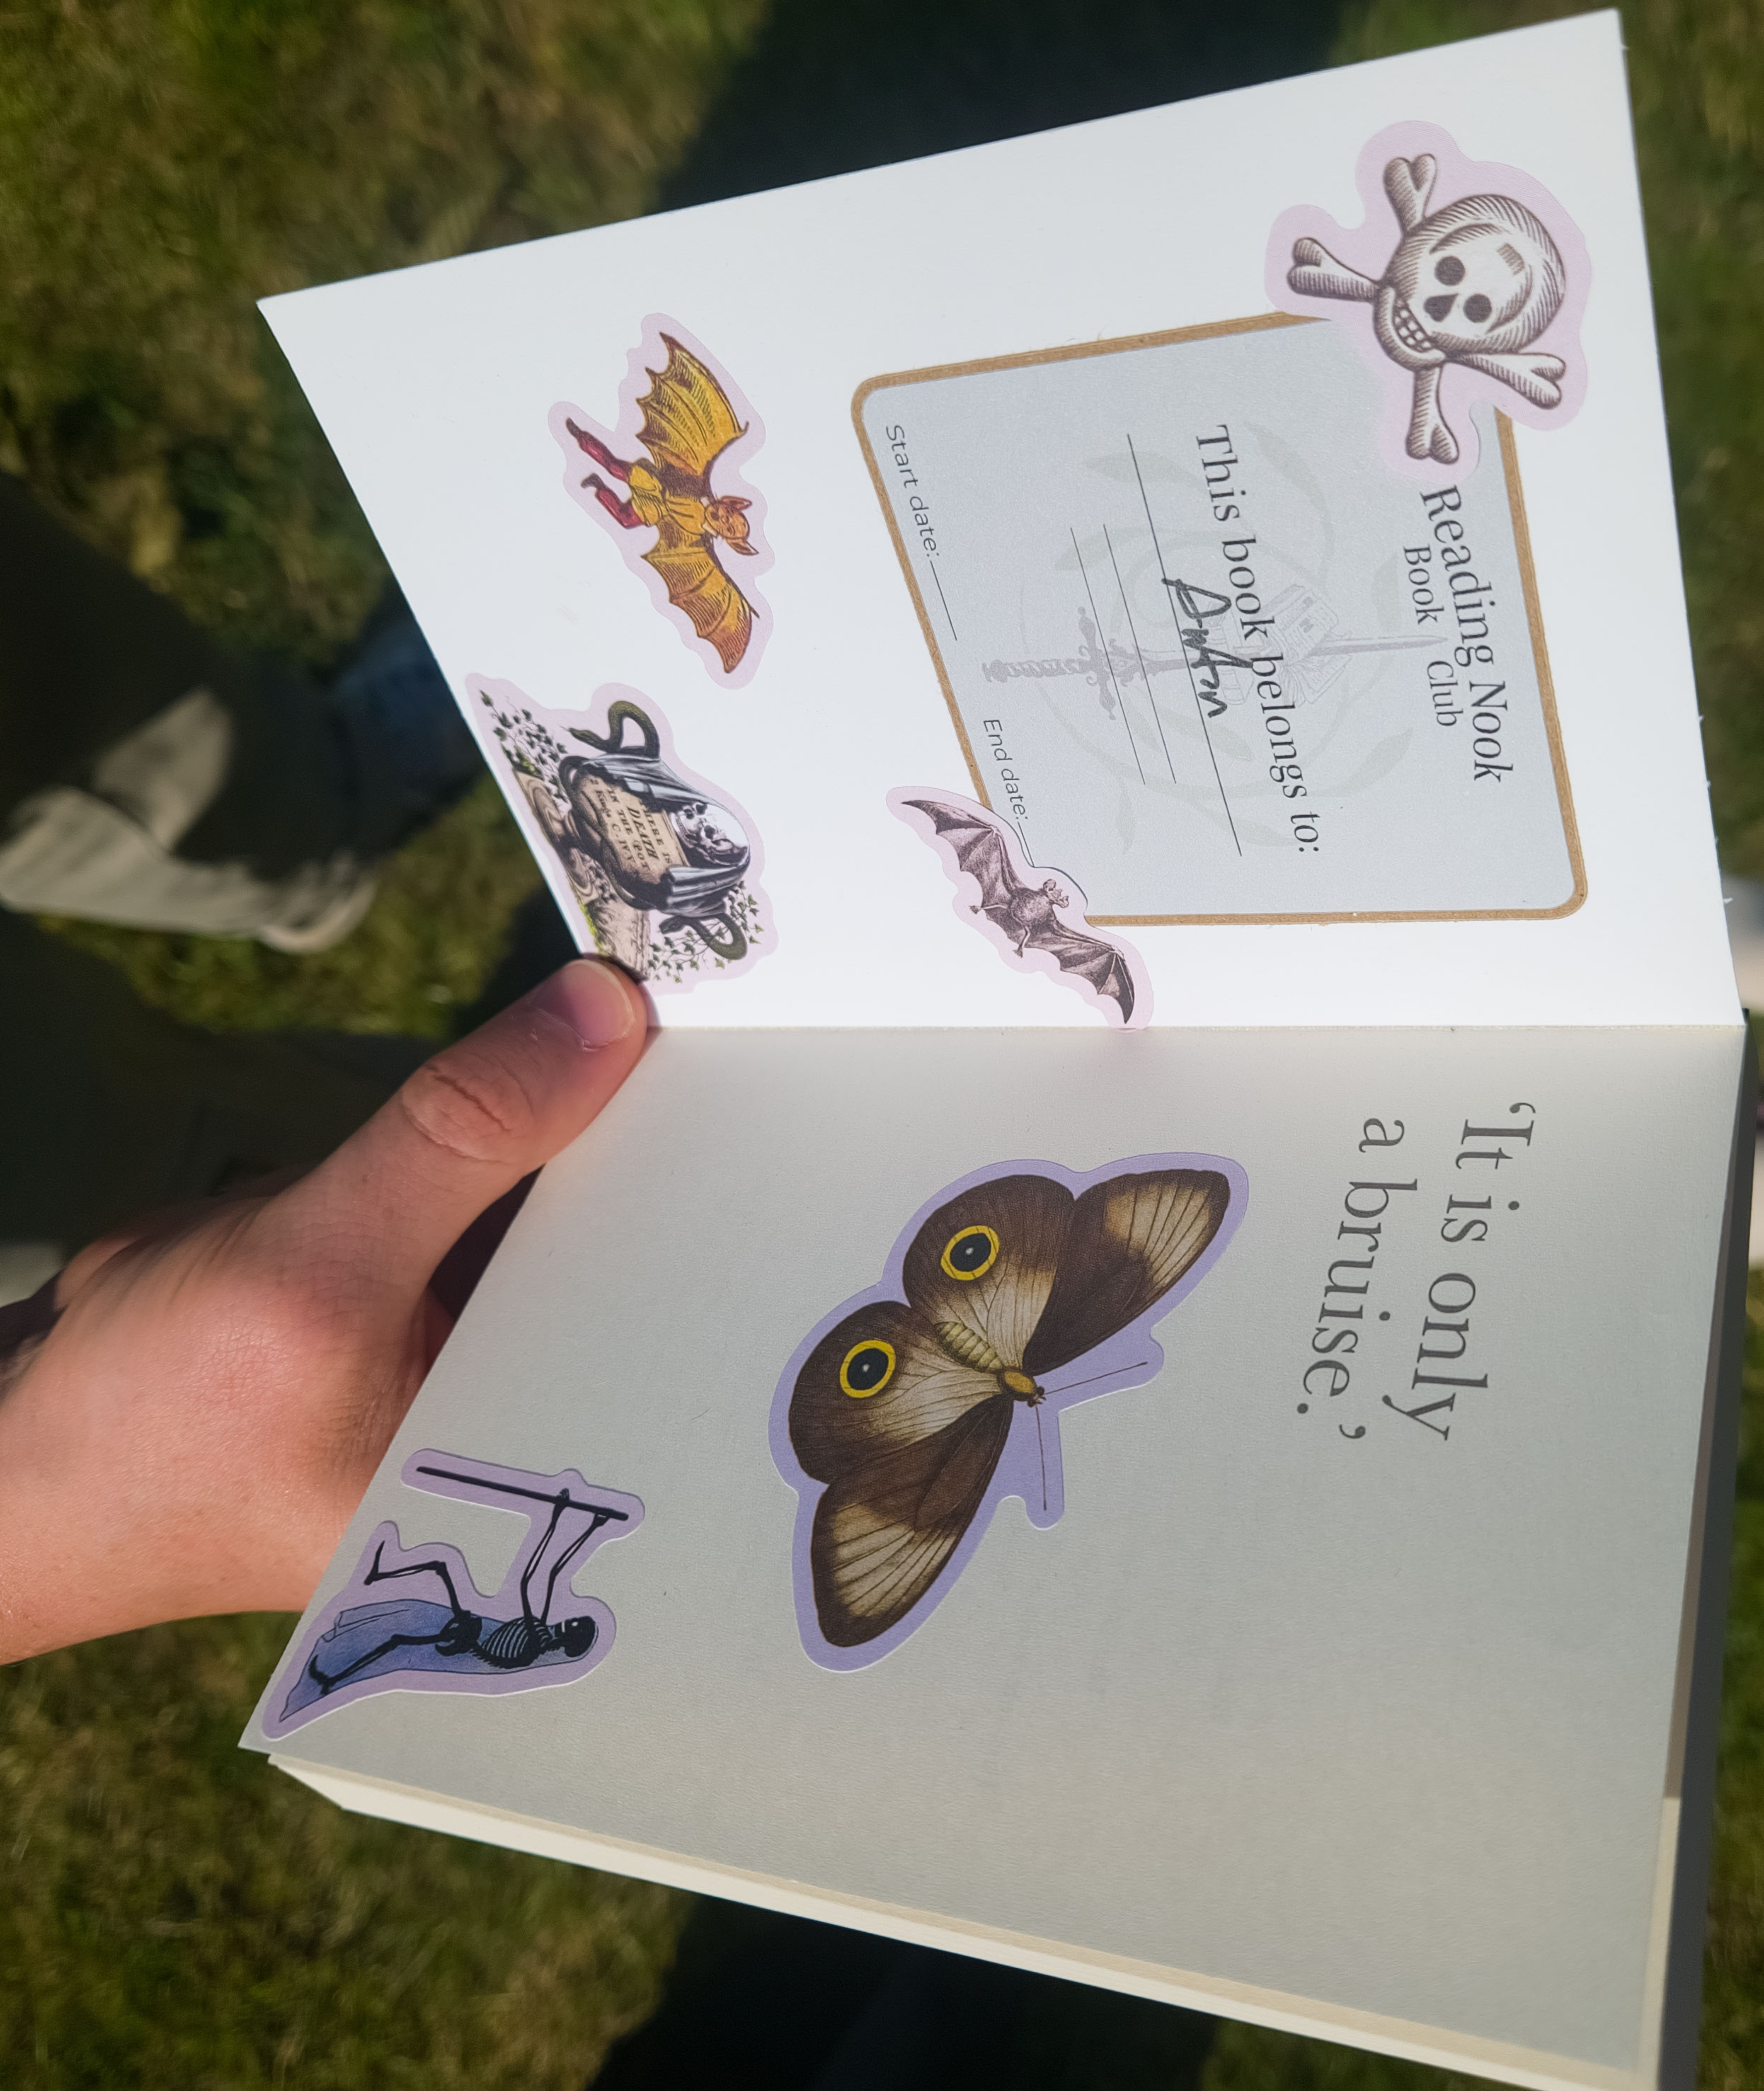 Reading Nook
Book Club
This book belongs to:
Anton
End date:
Start date:
HERE IS
DEATH
IN THE POT
2 Kings C. IV V.
'It is only
a bruise.'